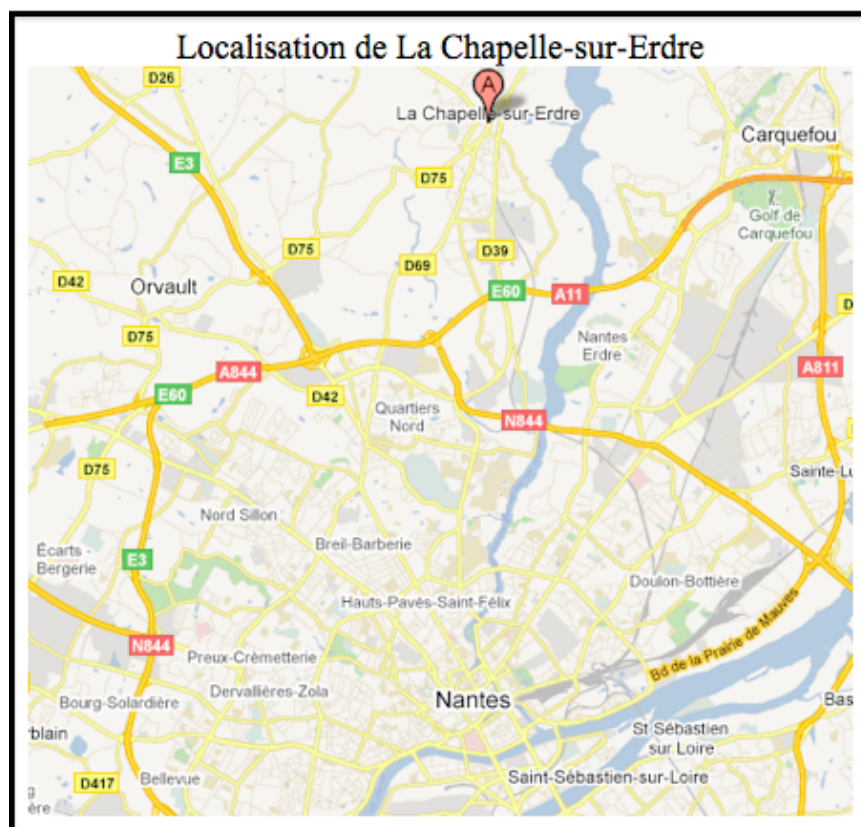 Localisation de La Chapelle-sur-Erdre
D26
A
La Chapelle-sur-Erdre
Carquefou
E3
D75
Golf de
Carquefou
D75
D39
D42
D69
Orvault
E60
A11
D75
Nantes
Erdre
A844
A811
E60
D42
Quartiers
Nord
N844
D75
Sainte-Lu
Nord Sillon
Écarts -
Bergerie
Breil-Barberie
E3
Doulon-Bottière
Hauts-Pavés-Saint-Félix
Bd de la Prairie de Mauves
N844
Preux-Crèmetterie
Dervallières-Zola
Bourg-Solardière
Nantes
Bas
rblain
St Sébastien
sur Loire
D417
Bellevue
Saint-Sébastien-sur-Loire
ère